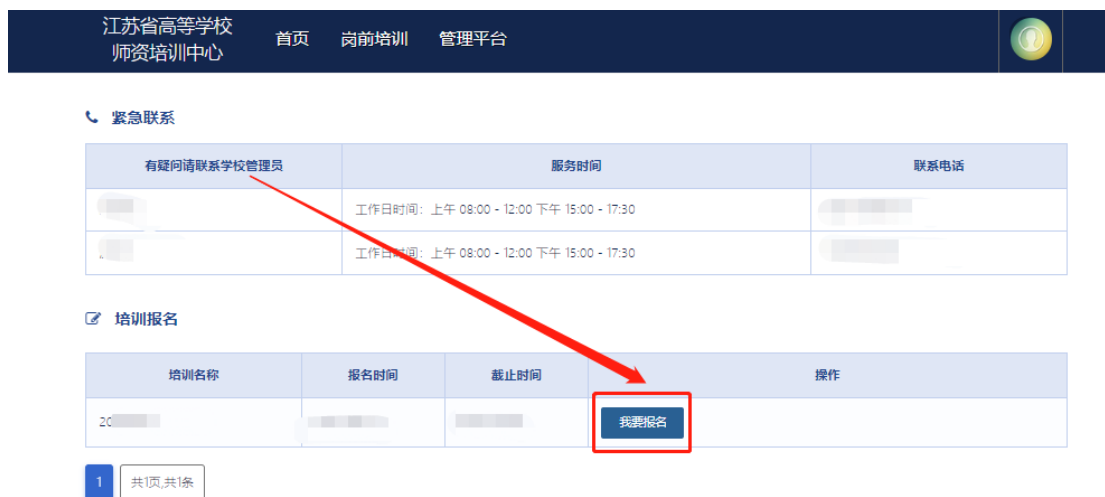 江苏省高等学校
师资培训中心
首页 岗前培训 管理平台
紧急联系
有疑问请联系学校管理员 服务时间 联系电话
工作日时间：上午 08:00 - 12:00 下午 15:00 - 17:30
工作日时间：上午 08:00 - 12:00 下午 15:00 - 17:30
培训报名
培训名称 报名时间 截止时间 操作
20 我要报名
1 共1页,共1条